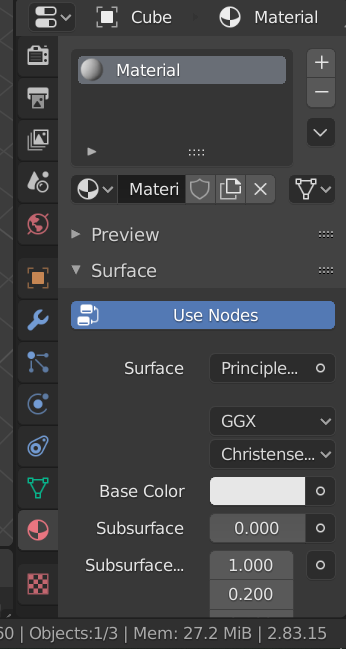 Cube Material
Material
Materi
Preview
Surface
Use Nodes
Surface Principle...
GGX
Christense...
Base Color
Subsurface 0.000
Subsurface... 1.000
0.200
60 | Objects:1/3 | Mem: 27.2 MiB | 2.83.15